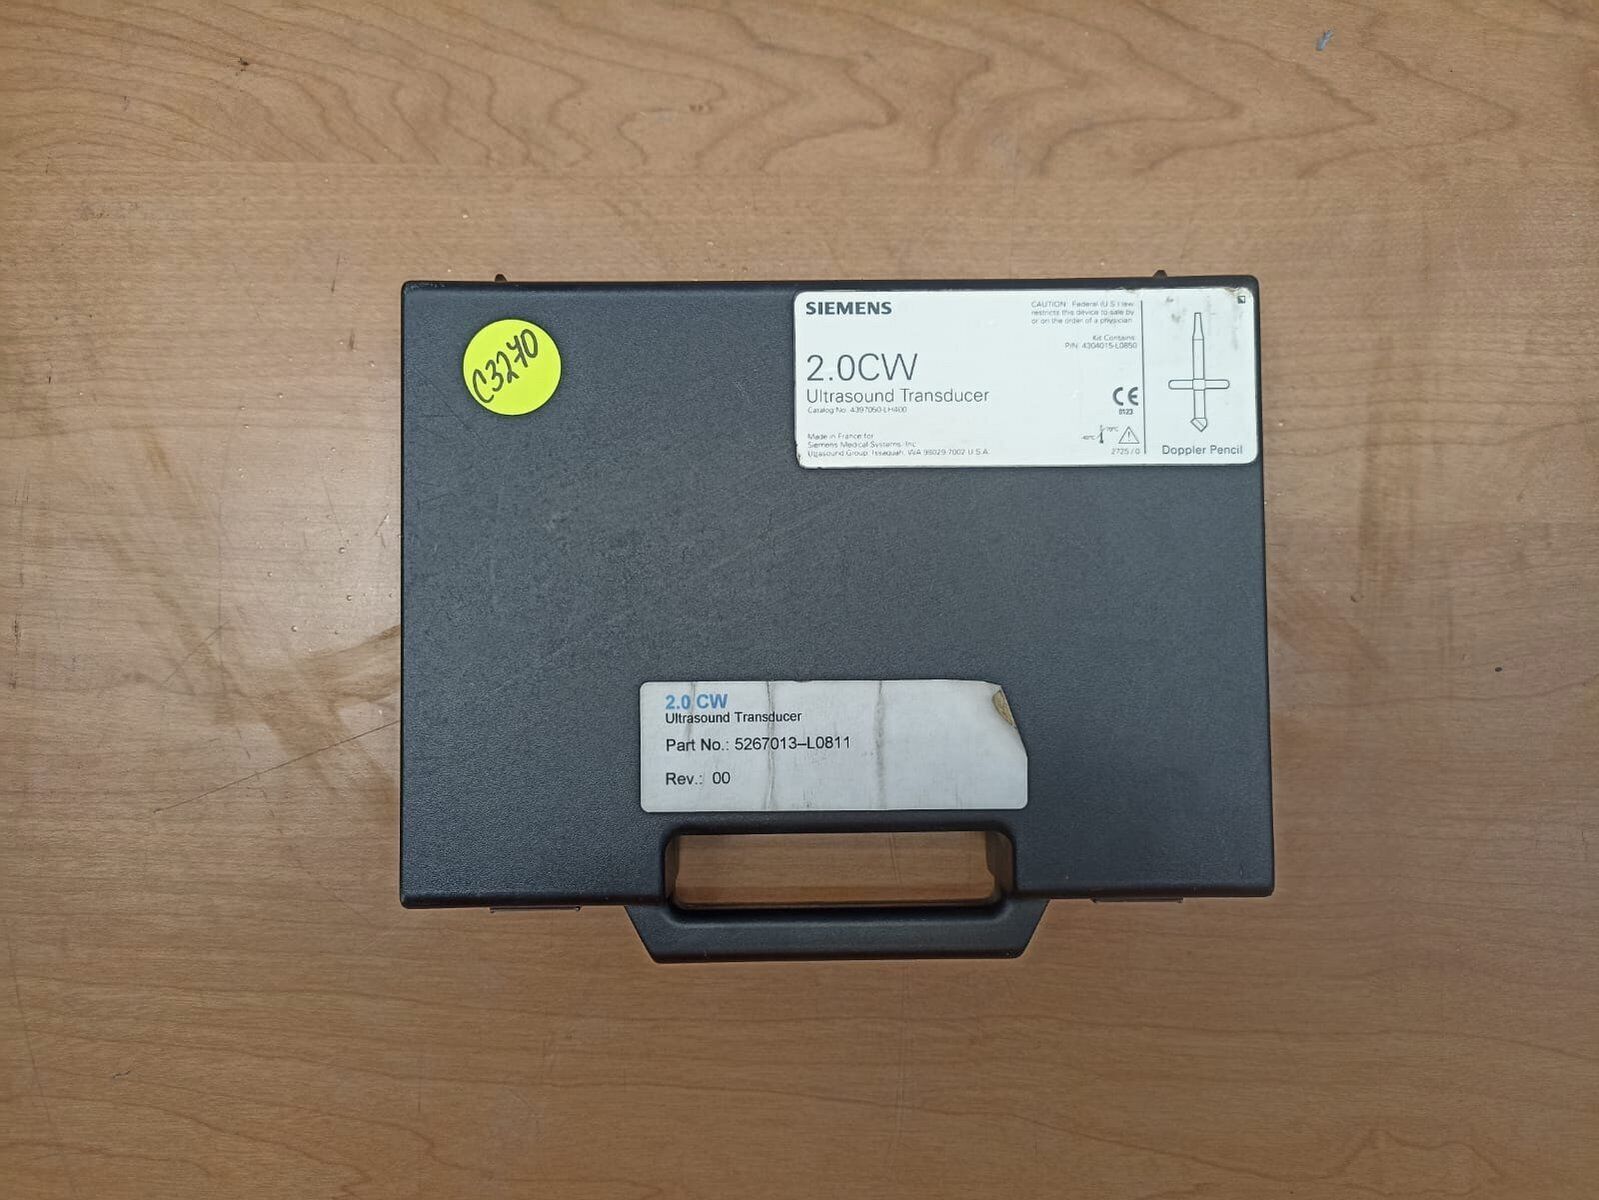 C3270
SIEMENS
2.0CW
Ultrasound Transducer
Catalog No. 4397050-LH400
Made in France for
Siemens Medical Systems, Inc.
Ultrasound Group, Issaquah, WA 98029-7002 U.S.A.
CAUTION: Federal (U.S.) law
restricts this device to sale by
or on the order of a physician.
Kit Contains:
P/N 4304015-L0850
CE
0123
2725 / 0
Doppler Pencil
2.0 CW
Ultrasound Transducer
Part No.: 5267013–L0811
Rev.: 00